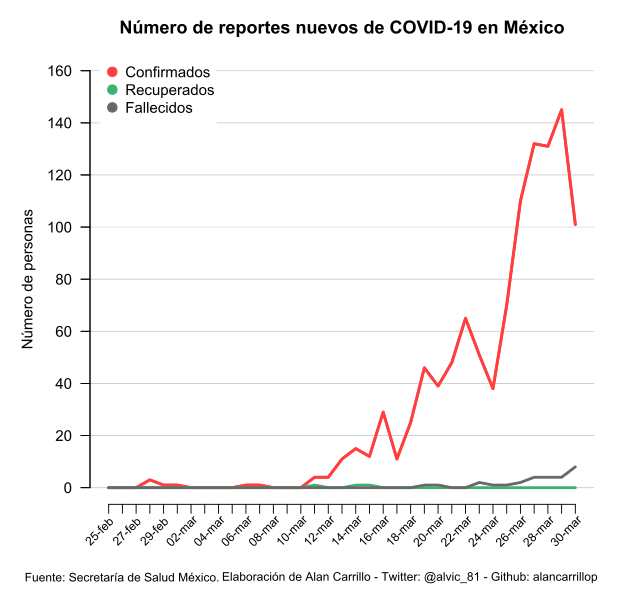 Número de reportes nuevos de COVID-19 en México
Confirmados
Recuperados
Fallecidos
Número de personas
160
140
120
100
80
60
40
20
0
25-feb
27-feb
29-feb
02-mar
04-mar
06-mar
08-mar
10-mar
12-mar
14-mar
16-mar
18-mar
20-mar
22-mar
24-mar
26-mar
28-mar
30-mar
Fuente: Secretaría de Salud México. Elaboración de Alan Carrillo - Twitter: @alvic_81 - Github: alancarrillop